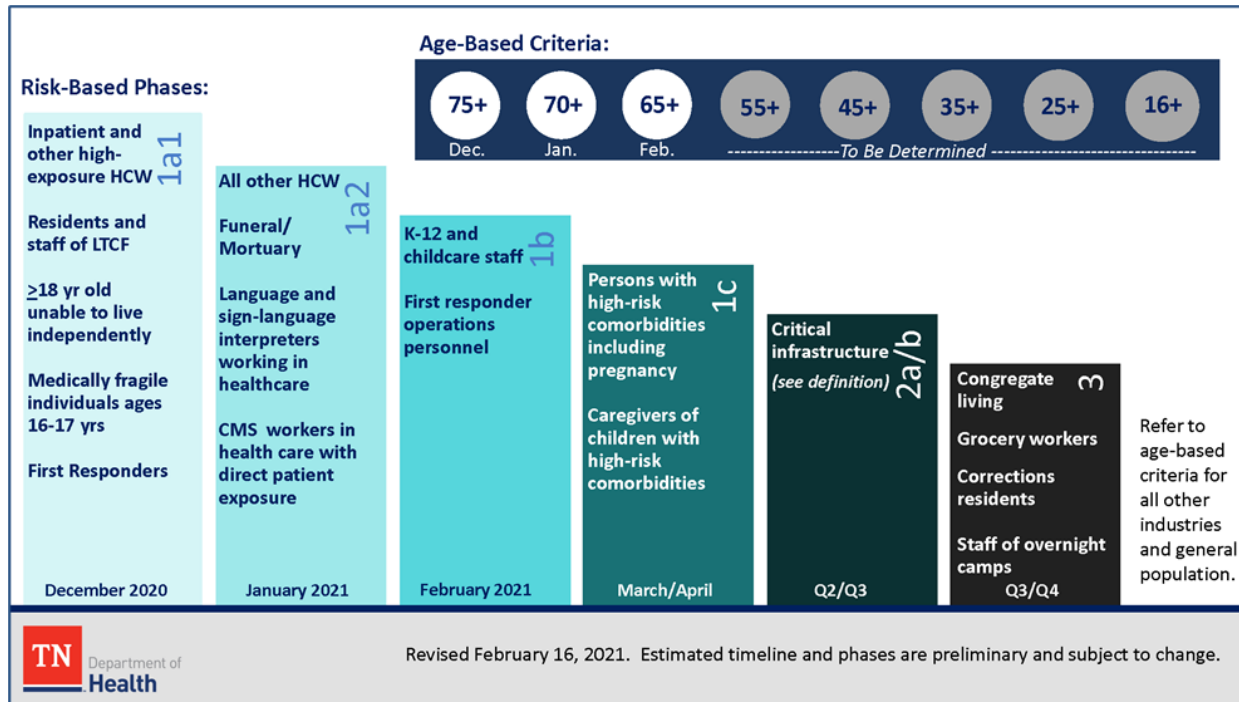 Age-Based Criteria:
75+
70+
65+
55+
45+
35+
25+
16+
Dec.
Jan.
Feb.
------------------To Be Determined ---------------------
Risk-Based Phases:
1a1
Inpatient and
other high-
exposure HCW
Residents and
staff of LTCF
>18 yr old
unable to live
independently
Medically fragile
individuals ages
16-17 yrs
First Responders
December 2020
1a2
All other HCW
Funeral/
Mortuary
Language and
sign-language
interpreters
working in
healthcare
CMS workers in
health care with
direct patient
exposure
January 2021
1b
K-12 and
childcare staff
First responder
operations
personnel
February 2021
1c
Persons with
high-risk
comorbidities
including
pregnancy
Caregivers of
children with
high-risk
comorbidities
March/April
2a/b
Critical
infrastructure
(see definition)
Q2/Q3
3
Congregate
living
Grocery workers
Corrections
residents
Staff of overnight
camps
Q3/Q4
Refer to
age-based
criteria for
all other
industries
and general
population.
TN
Department of
Health
Revised February 16, 2021. Estimated timeline and phases are preliminary and subject to change.